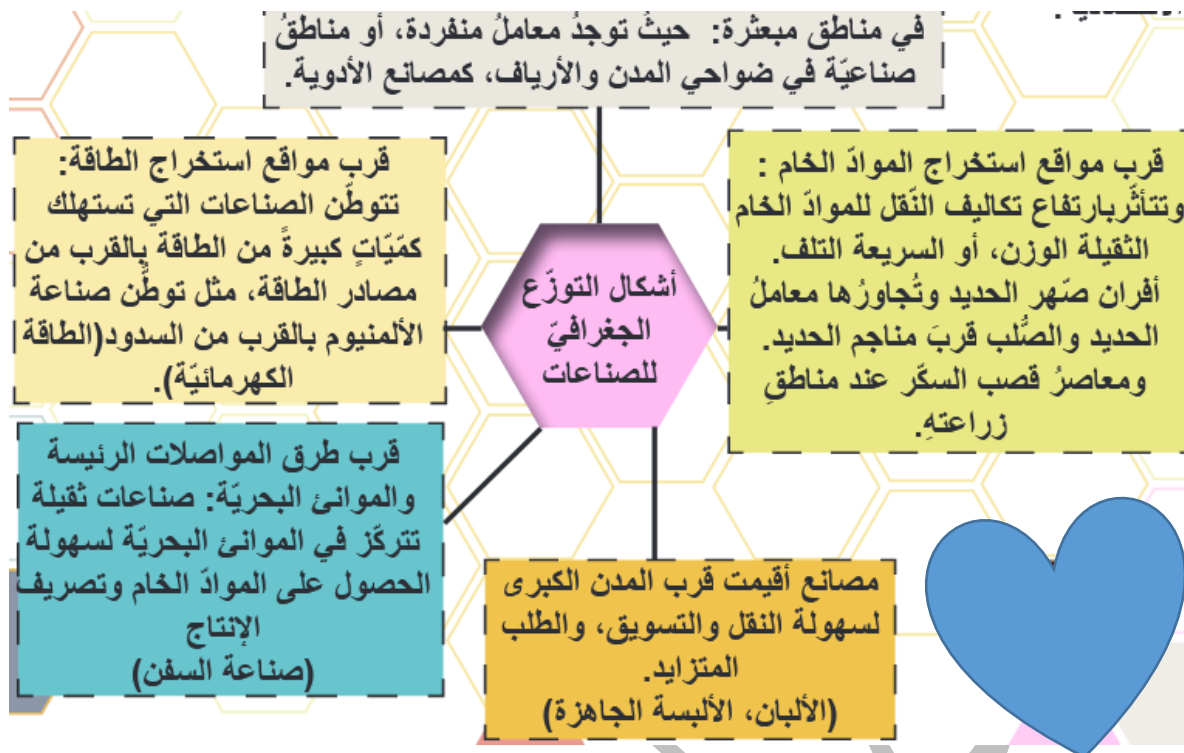 في مناطق مبعثرة: حيثُ توجدُ معاملُ منفردة، أو مناطقُ
صناعيّة في ضواحي المدن والأرياف، كمصانع الأدوية.
قرب مواقع استخراج الموادّ الخام :
وتتأثّربارتفاع تكاليف النّقل للموادّ الخام
الثقيلة الوزن، أو السريعة التلف.
أفران صّهر الحديد وتُجاورُها معاملُ
الحديد والصُّلب قربَ مناجم الحديد.
ومعاصرُ قصب السكّر عند مناطقِ
زراعتهِ.
قرب مواقع استخراج الطاقة:
تتوطّن الصناعات التي تستهلك
كمّيّاتٍ كبيرةً من الطاقة بالقرب من
مصادر الطاقة، مثل توطّن صناعة
الألمنيوم بالقرب من السدود(الطاقة
الكهرمائيّة).
أشكال التوزّع
الجغرافيّ
للصناعات
قرب طرق المواصلات الرئيسة
والموانئ البحريّة: صناعات ثقيلة
تتركّز في الموانئ البحريّة لسهولة
الحصول على الموادّ الخام وتصريف
الإنتاج
(صناعة السفن)
مصانع أقيمت قرب المدن الكبرى
لسهولة النقل والتسويق، والطلب
المتزايد.
(الألبان، الألبسة الجاهزة)